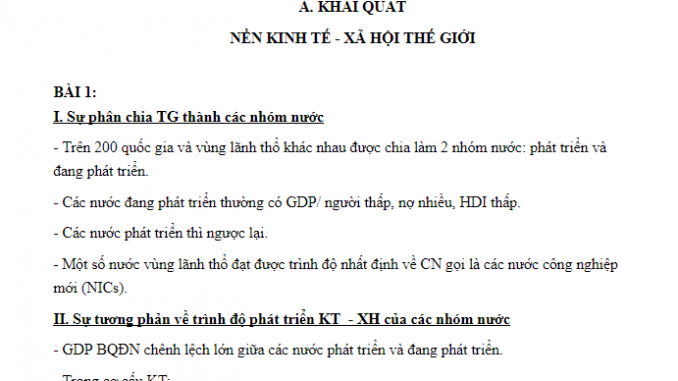 A. KHÁI QUÁT
NỀN KINH TẾ - XÃ HỘI THẾ GIỚI
BÀI 1:
I. Sự phân chia TG thành các nhóm nước
- Trên 200 quốc gia và vùng lãnh thổ khác nhau được chia làm 2 nhóm nước: phát triển và
đang phát triển.
- Các nước đang phát triển thường có GDP/ người thấp, nợ nhiều, HDI thấp.
- Các nước phát triển thì ngược lại.
- Một số nước vùng lãnh thổ đạt được trình độ nhất định về CN gọi là các nước công nghiệp
mới (NICs).
II. Sự tương phản về trình độ phát triển KT - XH của các nhóm nước
- GDP BQĐN chênh lệch lớn giữa các nước phát triển và đang phát triển.
- Trong cơ cấu KT: